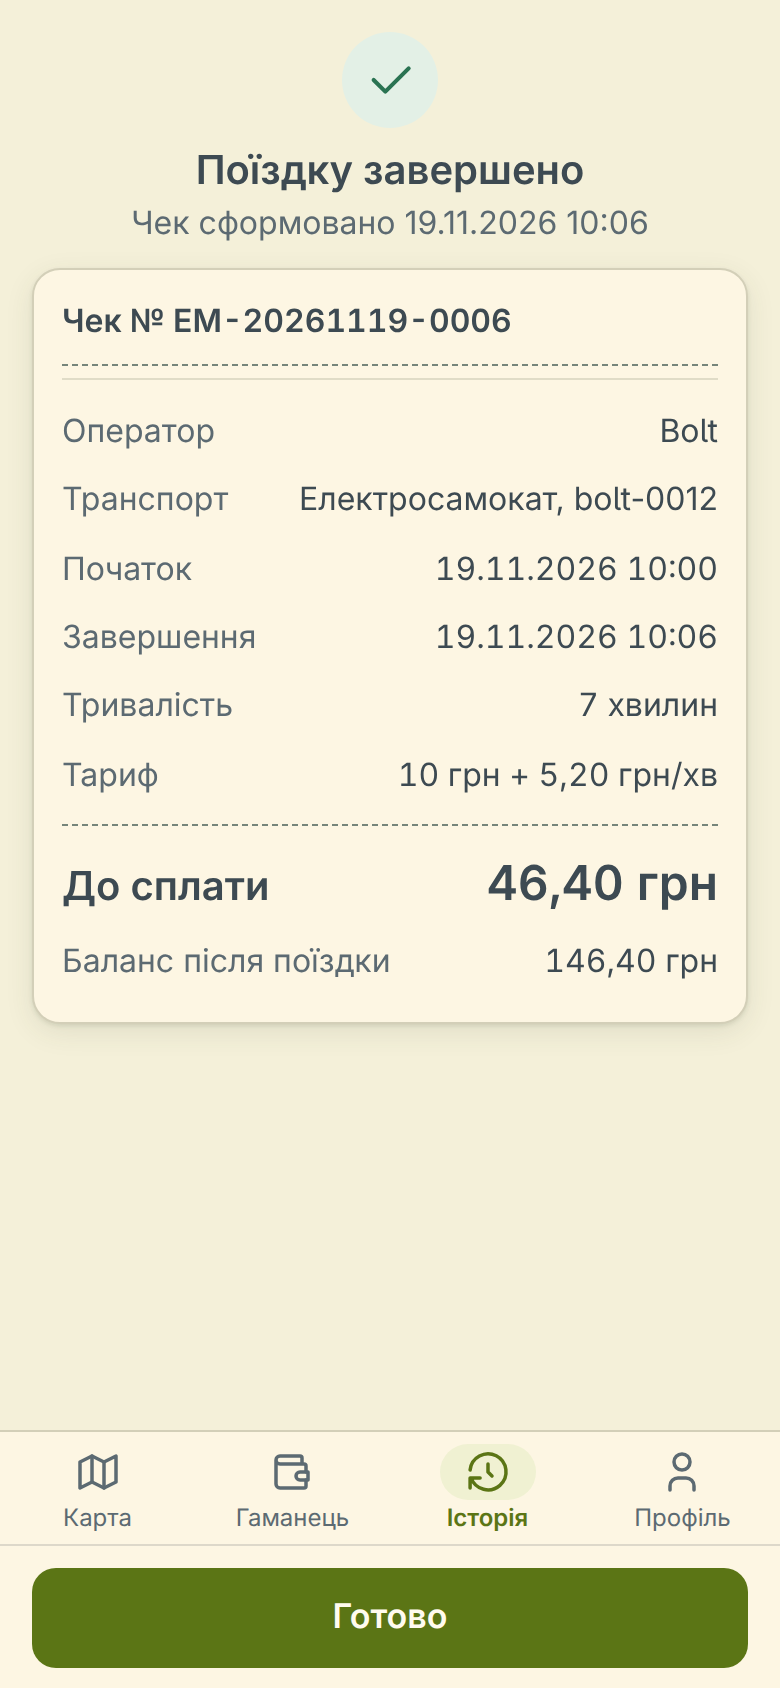 Поїздку завершено
Чек сформовано 19.11.2026 10:06
Чек № EM-20261119-0006
Оператор Bolt
Транспорт Електросамокат, bolt-0012
Початок 19.11.2026 10:00
Завершення 19.11.2026 10:06
Тривалість 7 хвилин
Тариф 10 грн + 5,20 грн/хв
До сплати 46,40 грн
Баланс після поїздки 146,40 грн
Карта Гаманець Історія Профіль
Готово